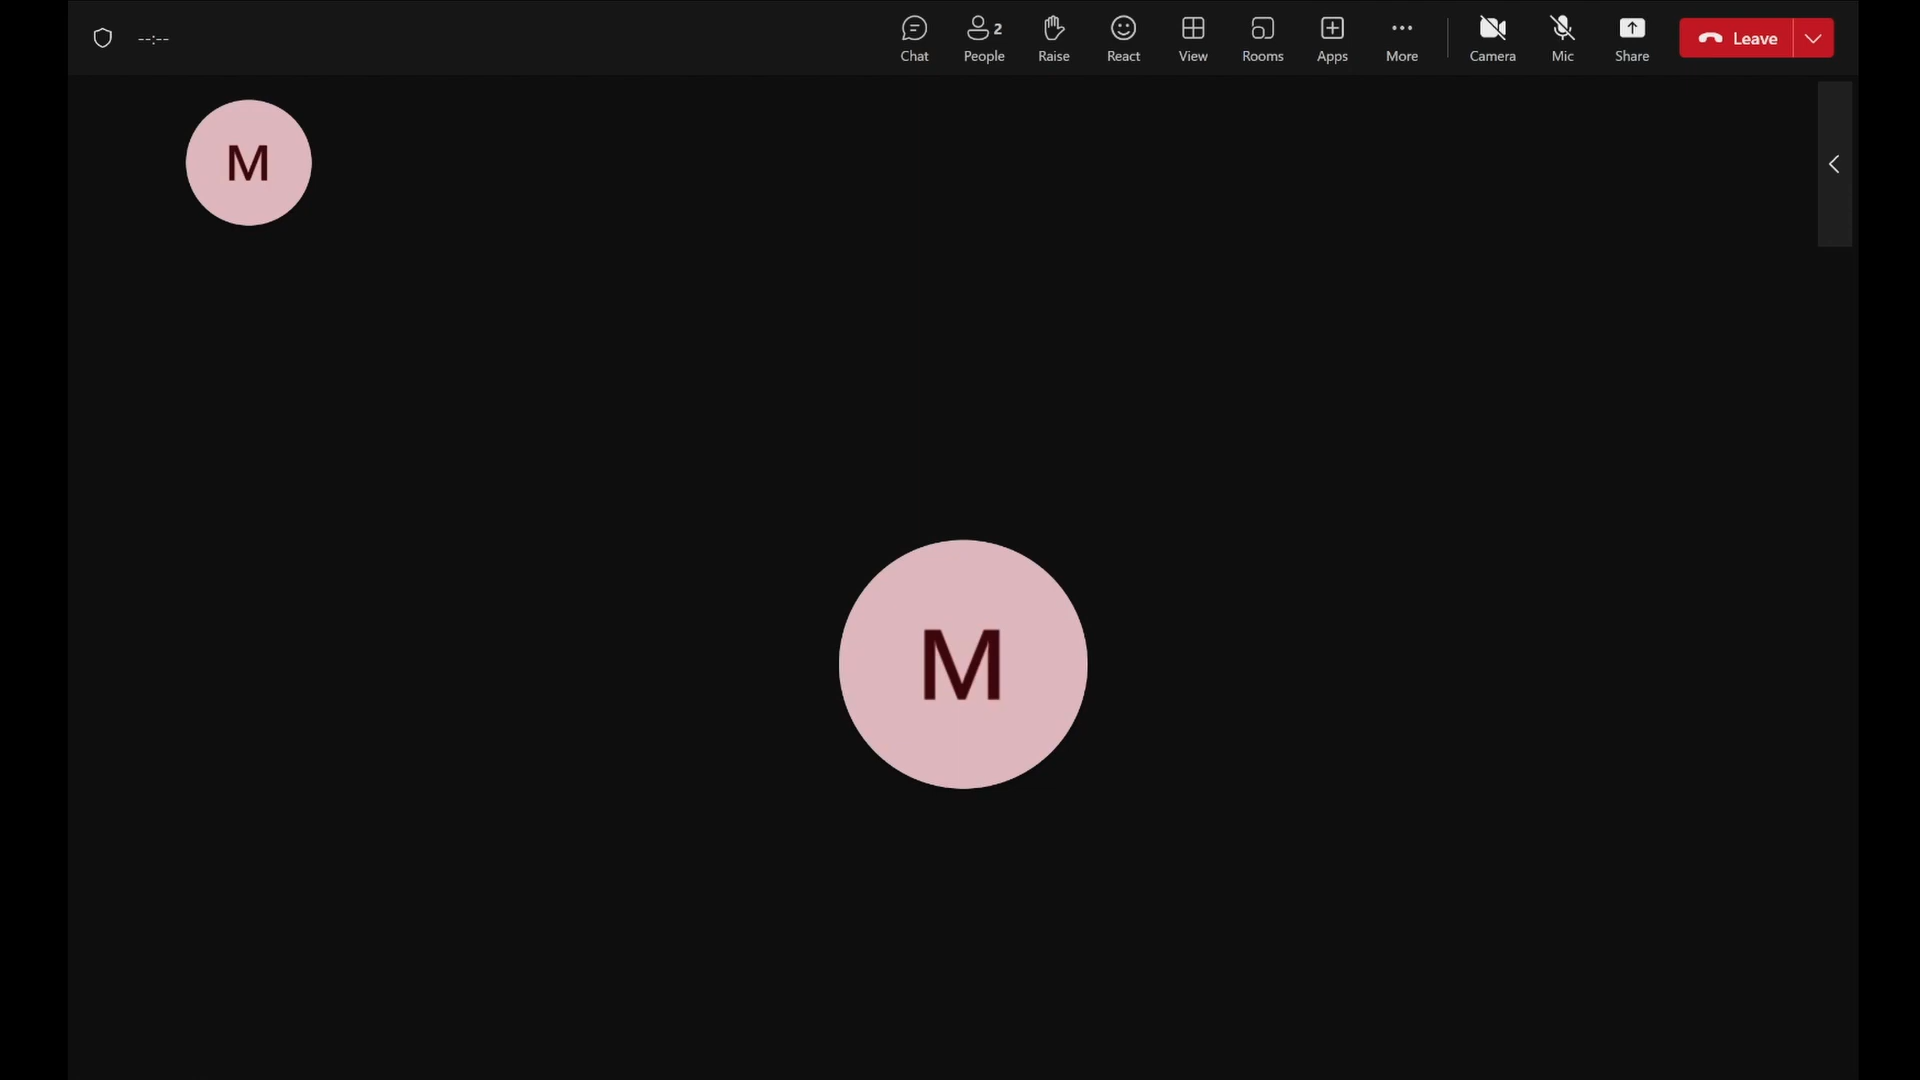 --:--
2
Chat People Raise React View Rooms Apps More Camera Mic Share Leave
M
M